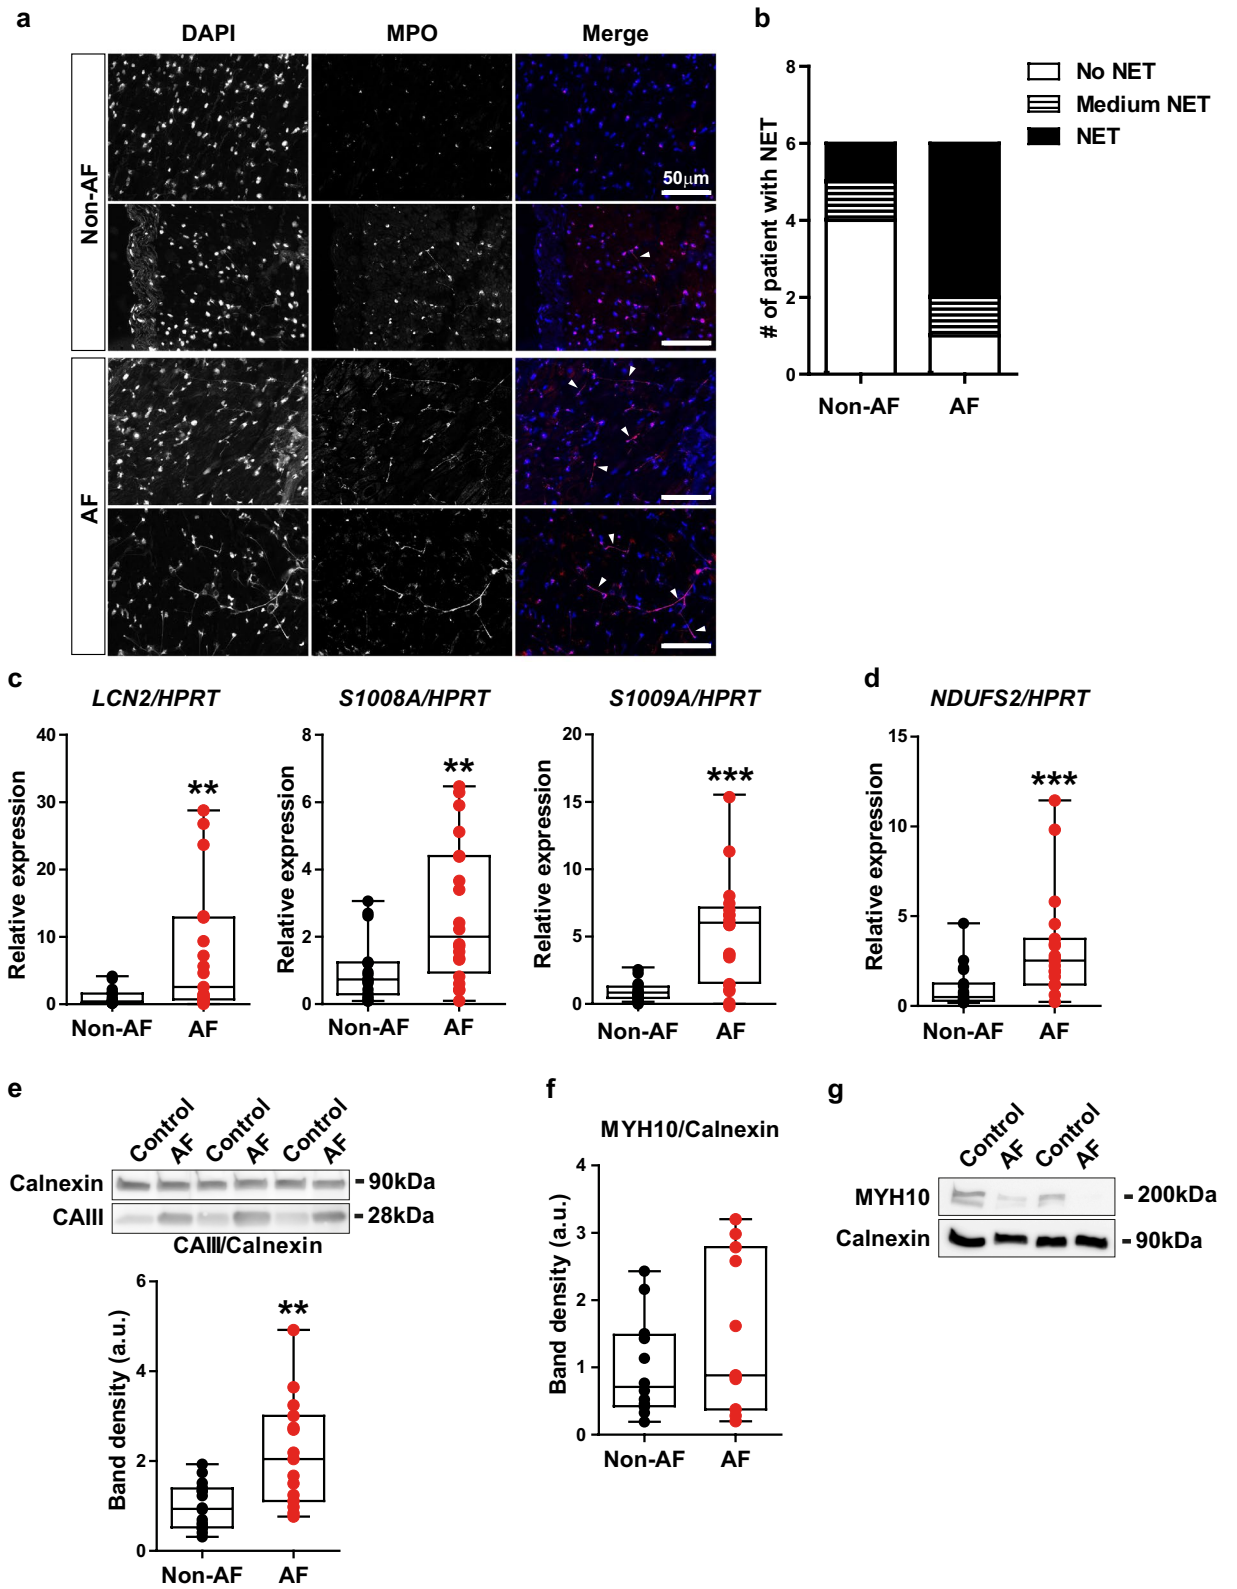 a
DAPI MPO Merge
Non-AF
50μm
AF
b
# of patient with NET
8
6
4
2
0
Non-AF AF
No NET
Medium NET
NET
c
LCN2/HPRT
Relative expression
40
30
20
10
0
Non-AF AF
**
S1008A/HPRT
Relative expression
8
6
4
2
0
Non-AF AF
**
S1009A/HPRT
Relative expression
20
15
10
5
0
Non-AF AF
***
d
NDUFS2/HPRT
Relative expression
15
10
5
0
Non-AF AF
***
e
Control AF Control AF Control AF
Calnexin -90kDa
CAIII -28kDa
CAIII/Calnexin
Band density (a.u.)
6
4
2
0
Non-AF AF
**
f
MYH10/Calnexin
Band density (a.u.)
4
3
2
1
0
Non-AF AF
g
Control AF Control AF
MYH10 -200kDa
Calnexin -90kDa